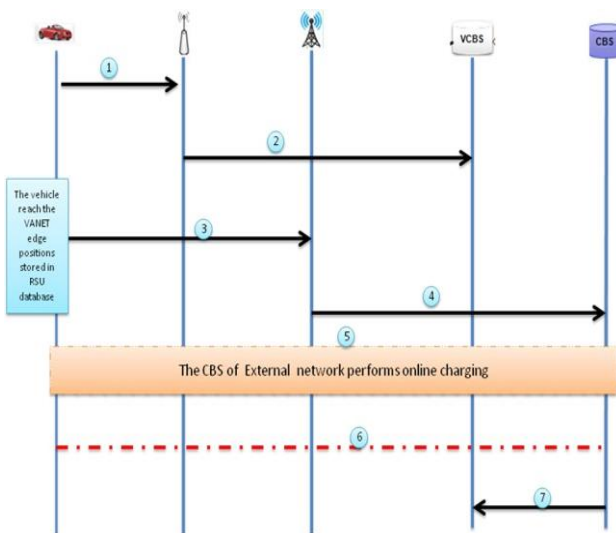 VCBS
CBS
1
2
The vehicle
reach the
VANET
edge
positions
stored in
RSU
database
3
4
5
The CBS of External network performs online charging
6
7